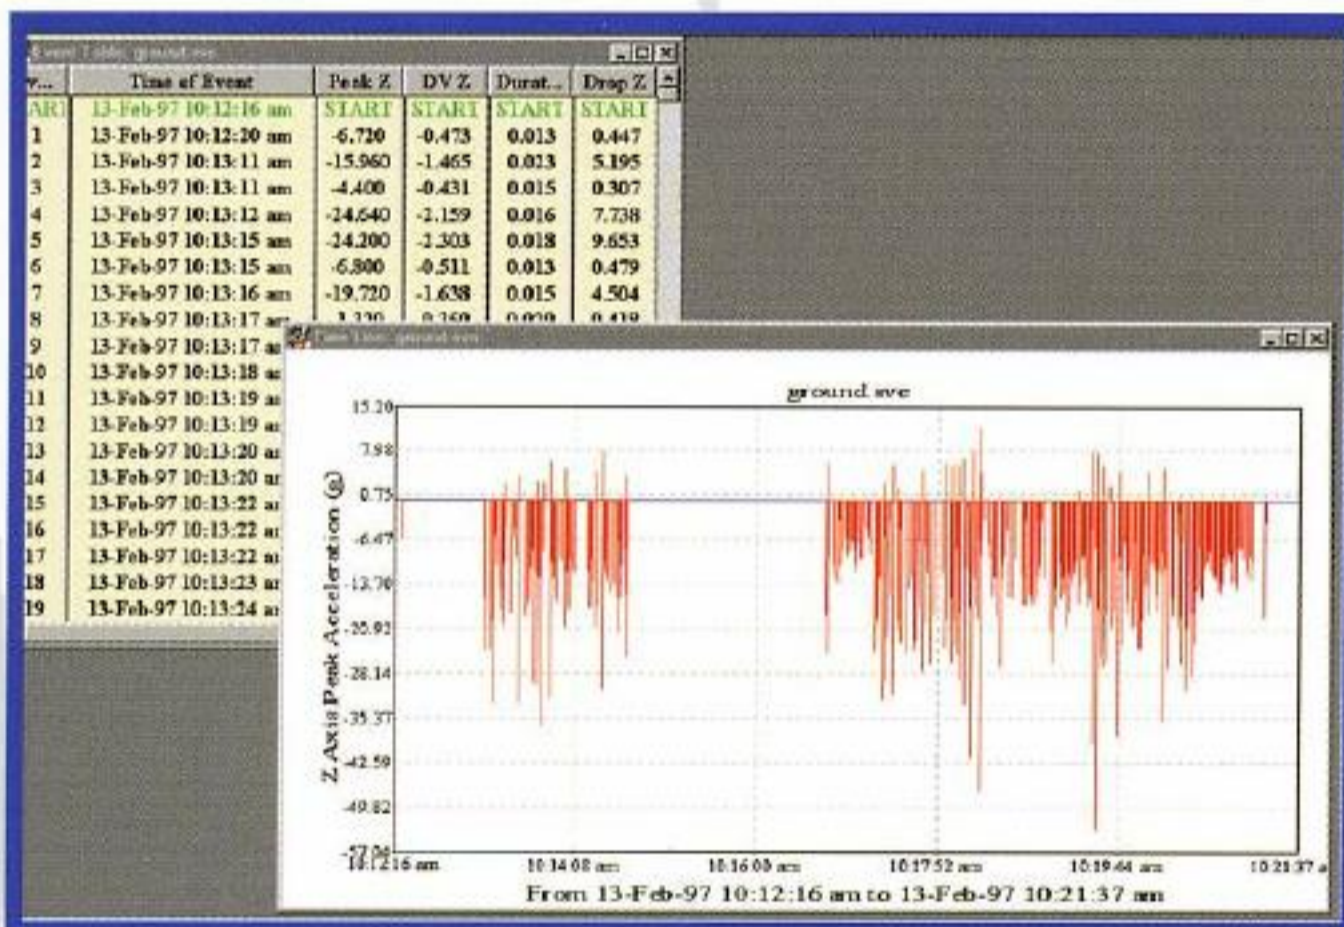 Event Table: ground.eve
v... Time of Event Peak Z DV Z Durat... Drop Z
ART 13-Feb-97 10:12:16 am START START START START
1 13-Feb-97 10:12:20 am -6.720 -0.473 0.013 0.447
2 13-Feb-97 10:13:11 am -15.960 -1.465 0.023 5.195
3 13-Feb-97 10:13:11 am -4.400 -0.431 0.015 0.307
4 13-Feb-97 10:13:12 am -24.640 -2.159 0.016 7.738
5 13-Feb-97 10:13:15 am -24.200 -2.303 0.018 9.653
6 13-Feb-97 10:13:15 am -6.800 -0.511 0.013 0.479
7 13-Feb-97 10:13:16 am -19.720 -1.638 0.015 4.504
8 13-Feb-97 10:13:17 am
9 13-Feb-97 10:13:17
10 13-Feb-97 10:13:18
11 13-Feb-97 10:13:19
12 13-Feb-97 10:13:19
13 13-Feb-97 10:13:20
14 13-Feb-97 10:13:20
15 13-Feb-97 10:13:22
16 13-Feb-97 10:13:22
17 13-Feb-97 10:13:22
18 13-Feb-97 10:13:23
19 13-Feb-97 10:13:24
Time Line: ground.eve
ground.eve
Z Axis Peak Acceleration (g)
15.20
7.98
0.75
-6.47
-13.70
-20.92
-28.14
-35.37
-42.59
-49.82
-57.04
10:12:16 am 10:14:08 am 10:16:00 am 10:17:52 am 10:19:44 am 10:21:37 a
From 13-Feb-97 10:12:16 am to 13-Feb-97 10:21:37 am